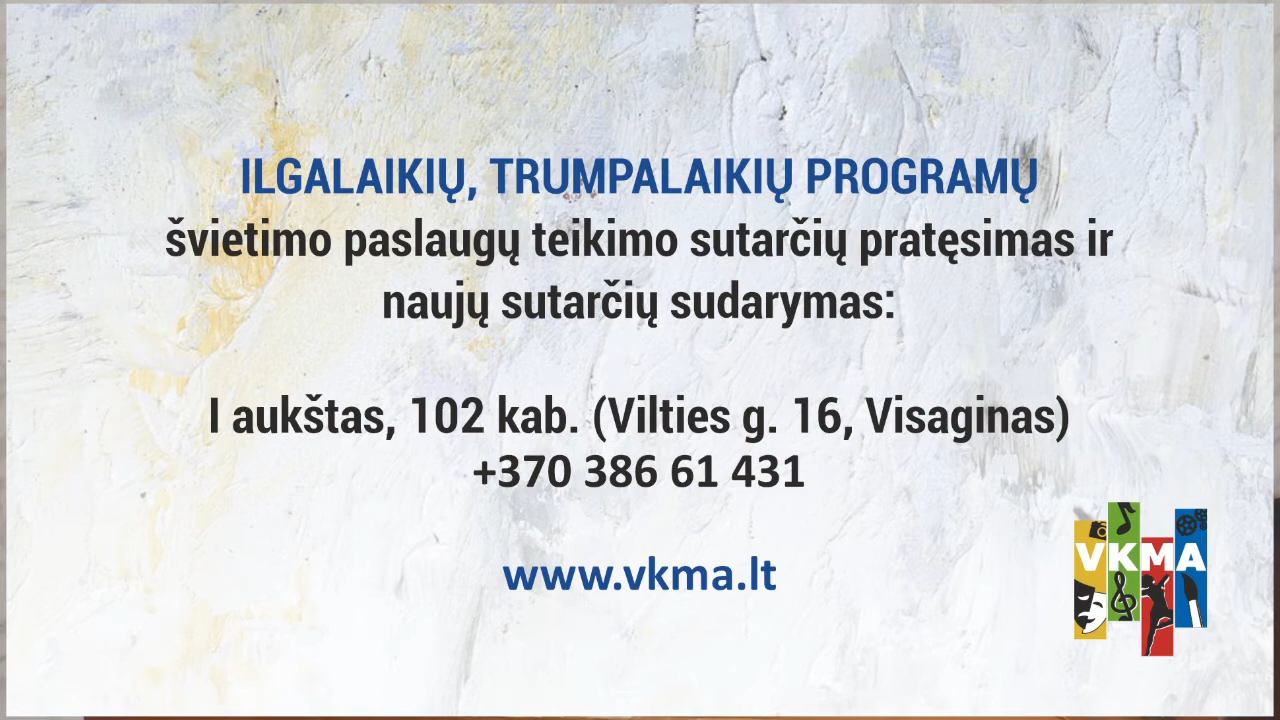 ILGALAIKIŲ, TRUMPALAIKIŲ PROGRAMŲ
švietimo paslaugų teikimo sutarčių pratęsimas ir
naujų sutarčių sudarymas:
I aukštas, 102 kab. (Vilties g. 16, Visaginas)
+370 386 61 431
www.vkma.lt
VKMA